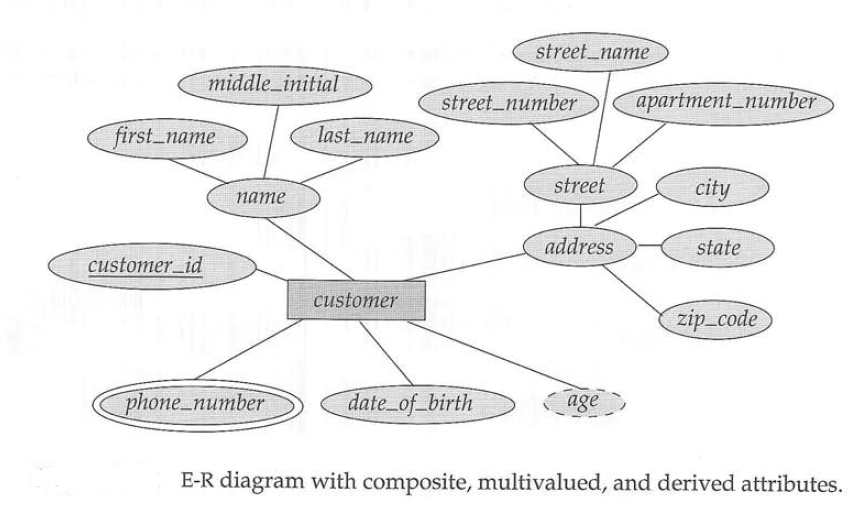 street_name
middle_initial
street_number
apartment_number
first_name
last_name
name
street
city
address
state
customer_id
customer
zip_code
phone_number
date_of_birth
age
E-R diagram with composite, multivalued, and derived attributes.